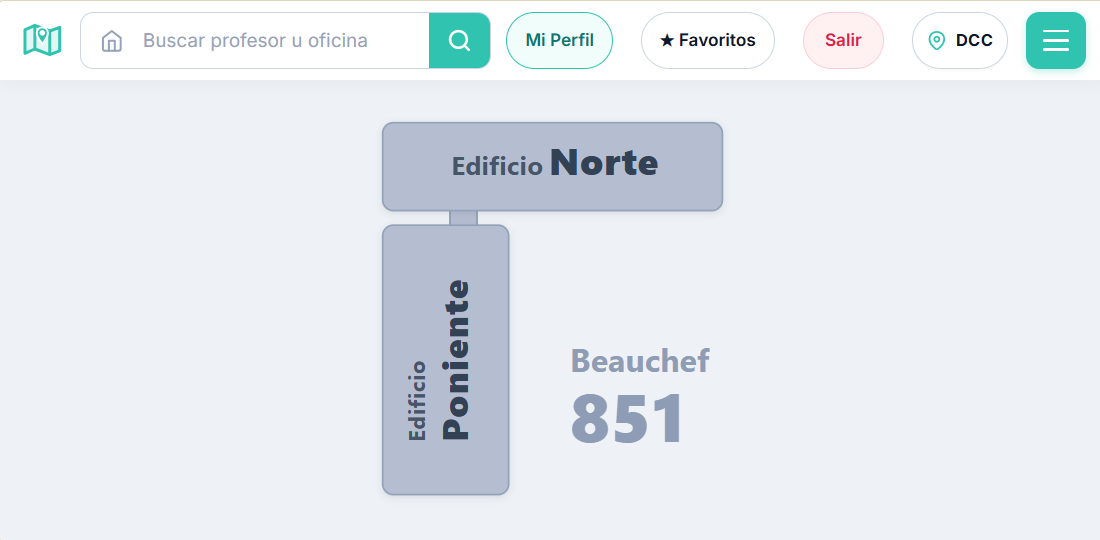 Buscar profesor u oficina
Mi Perfil
★ Favoritos
Salir
DCC
Edificio Norte
Edificio
Poniente
Beauchef
851